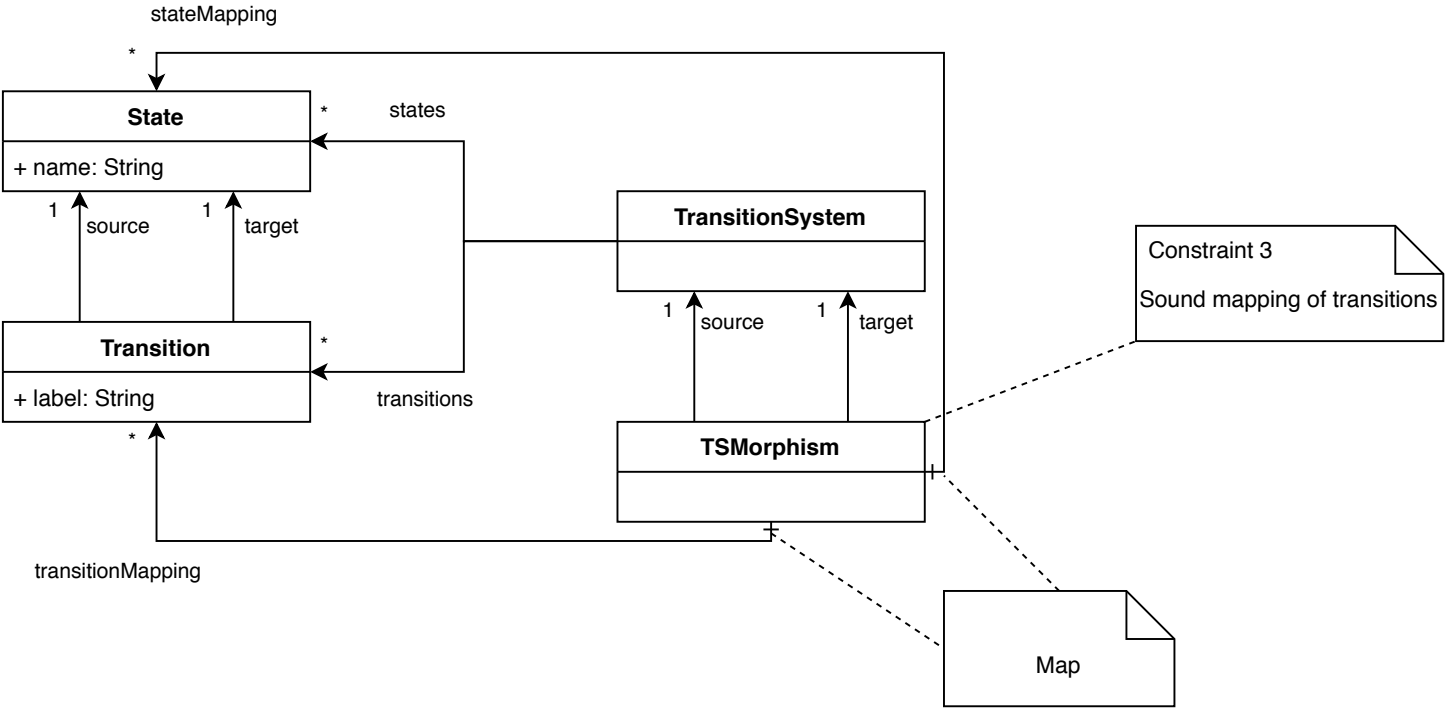 stateMapping
*
State
+ name: String
*
states
1
source
1
target
TransitionSystem
Constraint 3
Sound mapping of transitions
1
source
1
target
Transition
+ label: String
*
transitions
*
TSMorphism
transitionMapping
Map